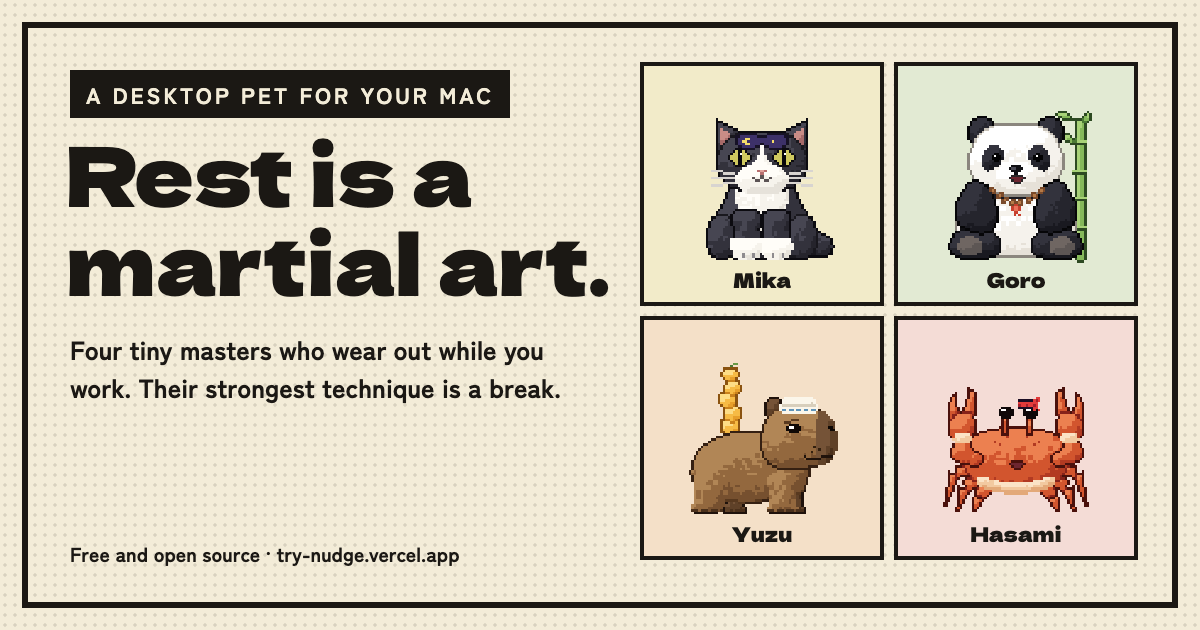 A DESKTOP PET FOR YOUR MAC
Rest is a
martial art.
Four tiny masters who wear out while you
work. Their strongest technique is a break.
Free and open source · try-nudge.vercel.app
Mika
Goro
Yuzu
Hasami